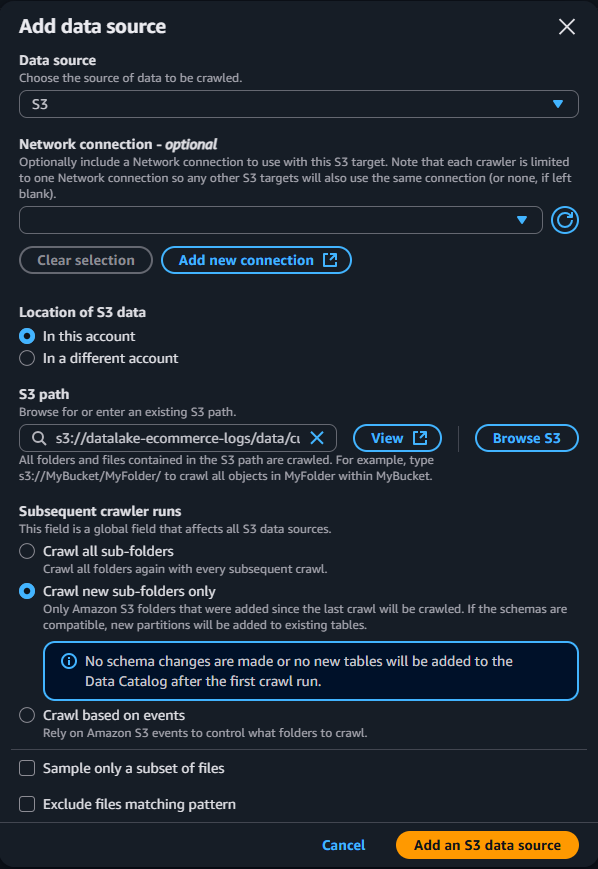 Add data source
Data source
Choose the source of data to be crawled.
S3
Network connection - optional
Optionally include a Network connection to use with this S3 target. Note that each crawler is limited
to one Network connection so any other S3 targets will also use the same connection (or none, if left
blank).
Clear selection
Add new connection
Location of S3 data
In this account
In a different account
S3 path
Browse for or enter an existing S3 path.
s3://datalake-ecommerce-logs/data/cu
View
Browse S3
All folders and files contained in the S3 path are crawled. For example, type
s3://MyBucket/MyFolder/ to crawl all objects in MyFolder within MyBucket.
Subsequent crawler runs
This field is a global field that affects all S3 data sources.
Crawl all sub-folders
Crawl all folders again with every subsequent crawl.
Crawl new sub-folders only
Only Amazon S3 folders that were added since the last crawl will be crawled. If the schemas are
compatible, new partitions will be added to existing tables.
No schema changes are made or no new tables will be added to the
Data Catalog after the first crawl run.
Crawl based on events
Rely on Amazon S3 events to control what folders to crawl.
Sample only a subset of files
Exclude files matching pattern
Cancel
Add an S3 data source